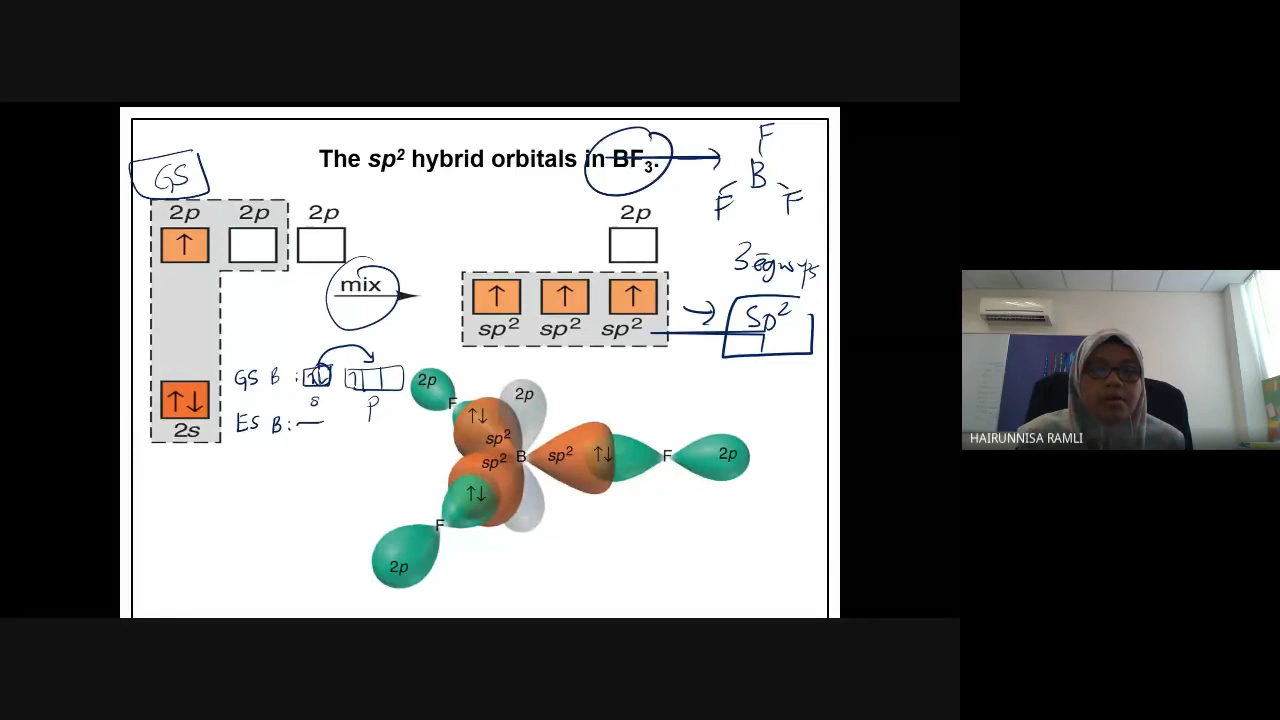 The sp² hybrid orbitals in BF₃.
F
B
F F
GS
2p 2p 2p
↑
mix
2p
↑ ↑ ↑
sp² sp² sp²
3
sp²
GS B :
s p
ES B :
↑↓
2s
2p
F
↑↓
sp²
2p
sp²
B
sp²
↑↓
F
2p
↑↓
F
2p
HAIRUNNISA RAMLI